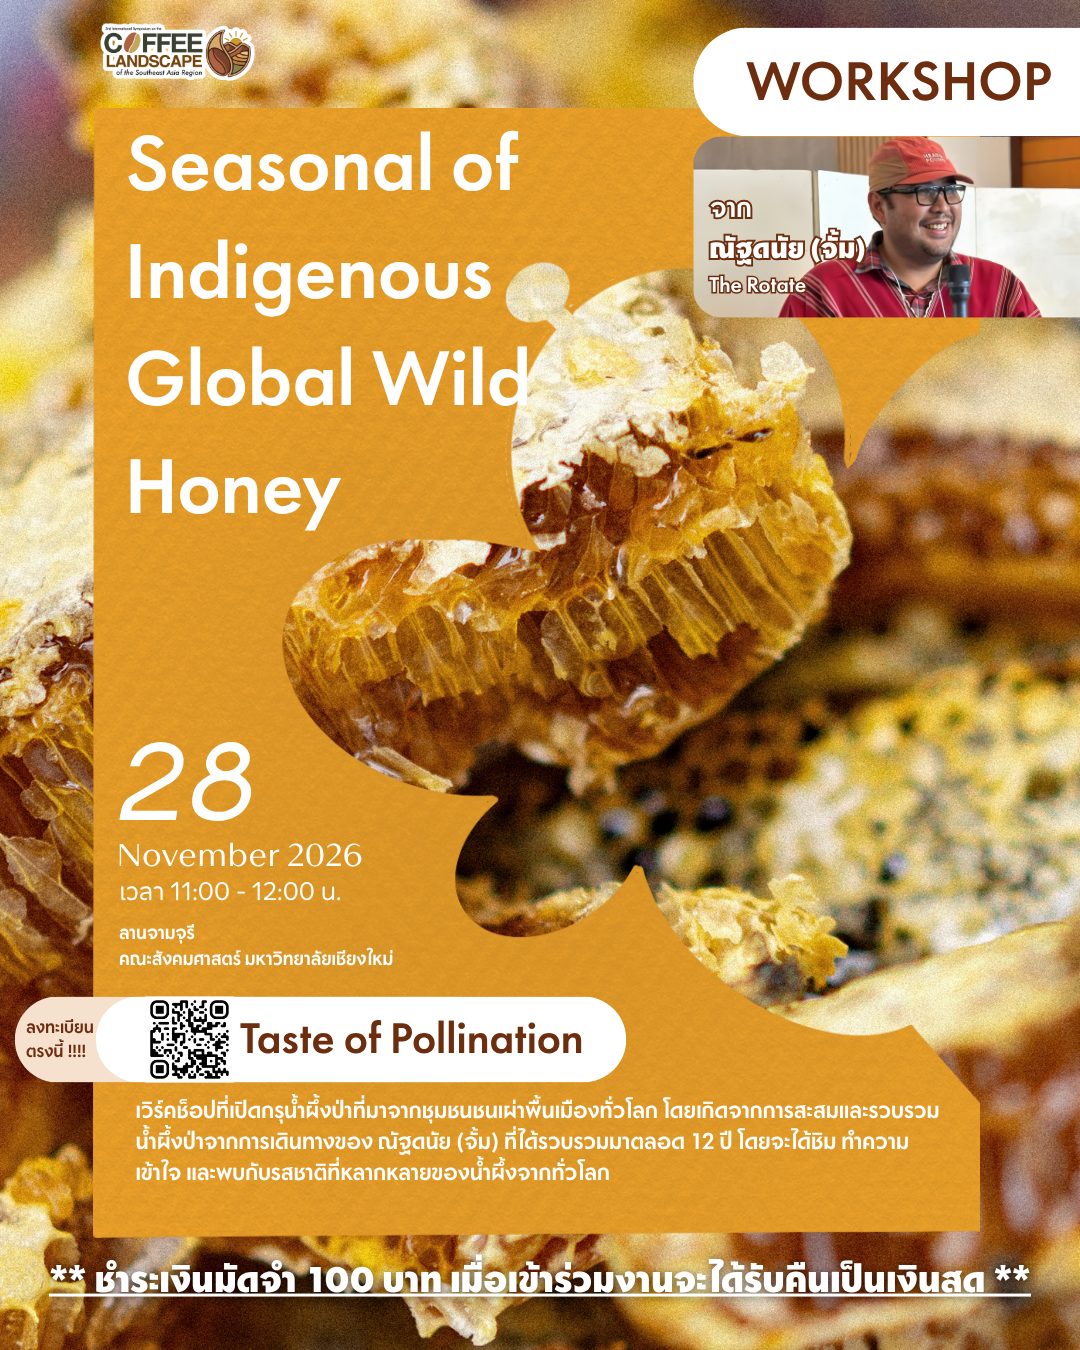 3rd International Symposium on the
COFFEE
LANDSCAPE
of the Southeast Asia Region
WORKSHOP
Seasonal of
Indigenous
Global Wild
Honey
จาก
ณัฐดนัย (จั้ม)
The Rotate
28
November 2026
เวลา 11:00 - 12:00 น.
ลานจามจุรี
คณะสังคมศาสตร์ มหาวิทยาลัยเชียงใหม่
ลงทะเบียน
ตรงนี้ !!!!
Taste of Pollination
เวิร์คช็อปที่เปิดกรุน้ำผึ้งป่าที่มาจากชุมชนชนเผ่าพื้นเมืองทั่วโลก โดยเกิดจากการสะสมและรวบรวม
น้ำผึ้งป่าจากการเดินทางของ ณัฐดนัย (จั้ม) ที่ได้รวบรวมมาตลอด 12 ปี โดยจะได้ชิม ทำความ
เข้าใจ และพบกับรสชาติที่หลากหลายของน้ำผึ้งจากทั่วโลก
** ชำระเงินมัดจำ 100 บาท เมื่อเข้าร่วมงานจะได้รับคืนเป็นเงินสด **